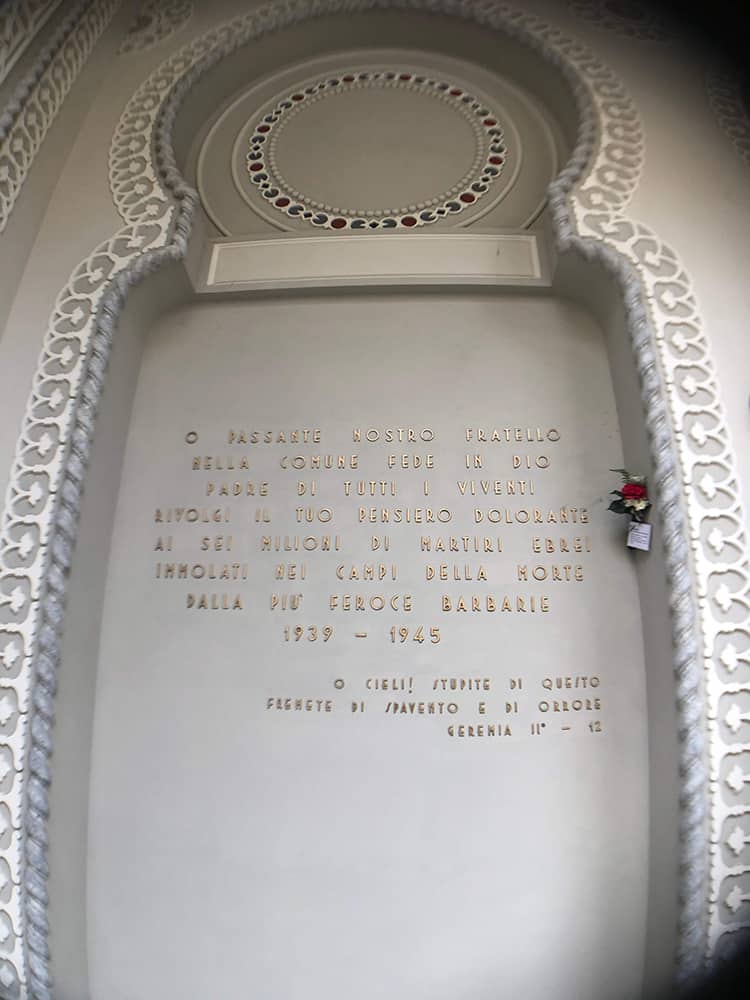 O PASSANTE NOSTRO FRATELLO
NELLA COMUNE FEDE IN DIO
PADRE DI TUTTI I VIVENTI
RIVOLGI IL TUO PENSIERO DOLORANTE
AI SEI MILIONI DI MARTIRI EBREI
IMMOLATI NEI CAMPI DELLA MORTE
DALLA PIU' FEROCE BARBARIE
1939 - 1945
O CIELI! STUPITE DI QUESTO
FREMETE DI SPAVENTO E DI ORRORE
GEREMIA II° - 12